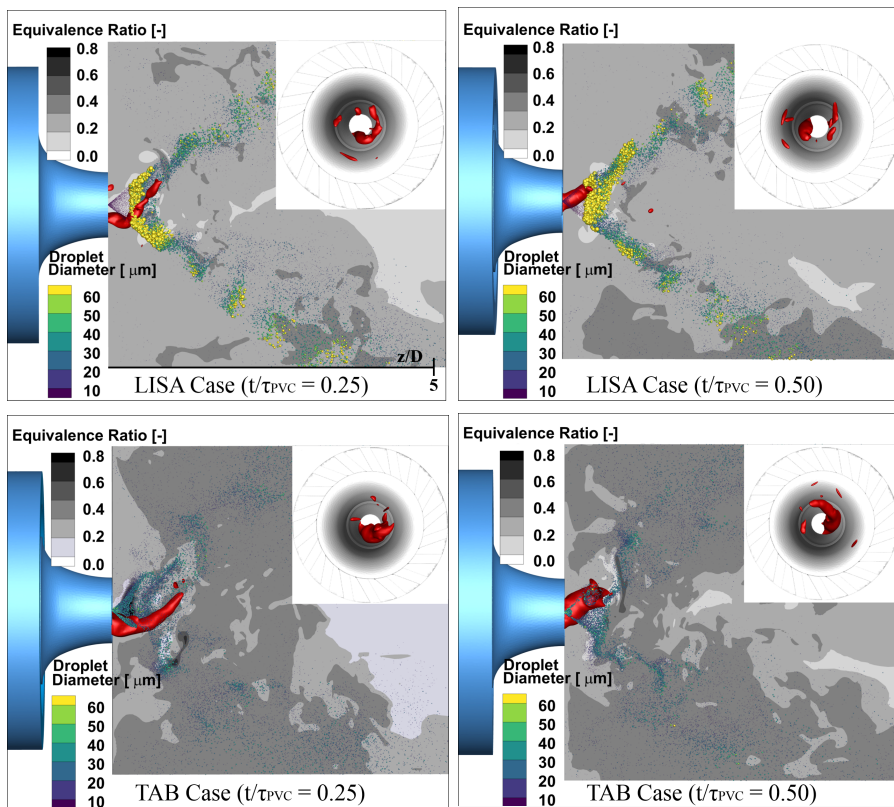 Equivalence Ratio [-]
0.8
0.6
0.4
0.2
0.0
Droplet
Diameter [ μm]
60
50
40
30
20
10
z/D
5
LISA Case (t/τPVC = 0.25)
Equivalence Ratio [-]
0.8
0.6
0.4
0.2
0.0
Droplet
Diameter [ μm]
60
50
40
30
20
10
LISA Case (t/τPVC = 0.50)
Equivalence Ratio [-]
0.8
0.6
0.4
0.2
0.0
Droplet
Diameter [ μm]
60
50
40
30
20
10
TAB Case (t/τPVC = 0.25)
Equivalence Ratio [-]
0.8
0.6
0.4
0.2
0.0
Droplet
Diameter [ μm]
60
50
40
30
20
10
TAB Case (t/τPVC = 0.50)